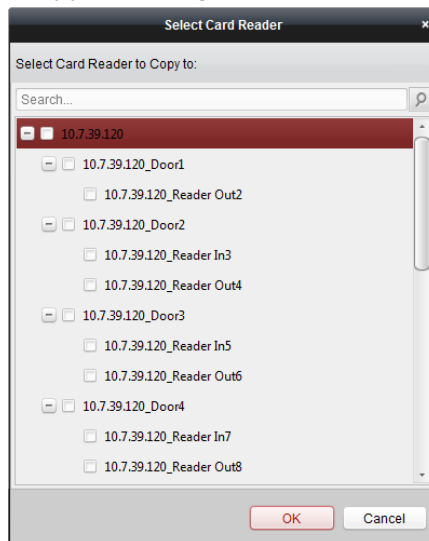 Select Card Reader
×
Select Card Reader to Copy to:
Search...
10.7.39.120
10.7.39.120_Door1
10.7.39.120_Reader Out2
10.7.39.120_Door2
10.7.39.120_Reader In3
10.7.39.120_Reader Out4
10.7.39.120_Door3
10.7.39.120_Reader In5
10.7.39.120_Reader Out6
10.7.39.120_Door4
10.7.39.120_Reader In7
10.7.39.120_Reader Out8
OK Cancel